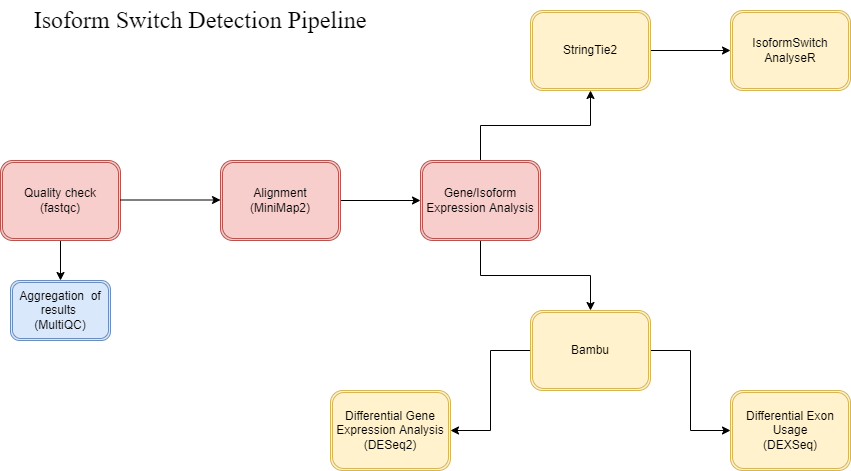 Isoform Switch Detection Pipeline
StringTie2
IsoformSwitch
AnalyseR
Quality check
(fastqc)
Alignment
(MiniMap2)
Gene/Isoform
Expression Analysis
Aggregation of
results
(MultiQC)
Bambu
Differential Gene
Expression Analysis
(DESeq2)
Differential Exon
Usage
(DEXSeq)